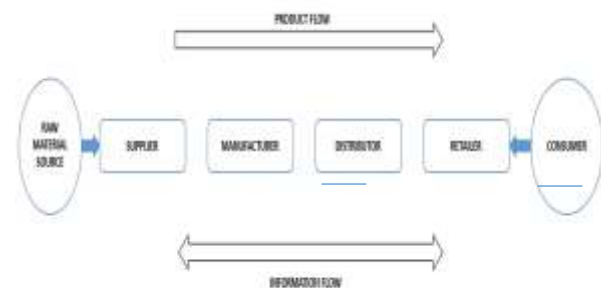 PRODUCT FLOW
RAW
MATERIAL
SOURCE
SUPPLIER
MANUFACTURER
DISTRIBUTOR
RETAILER
CONSUMER
INFORMATION FLOW